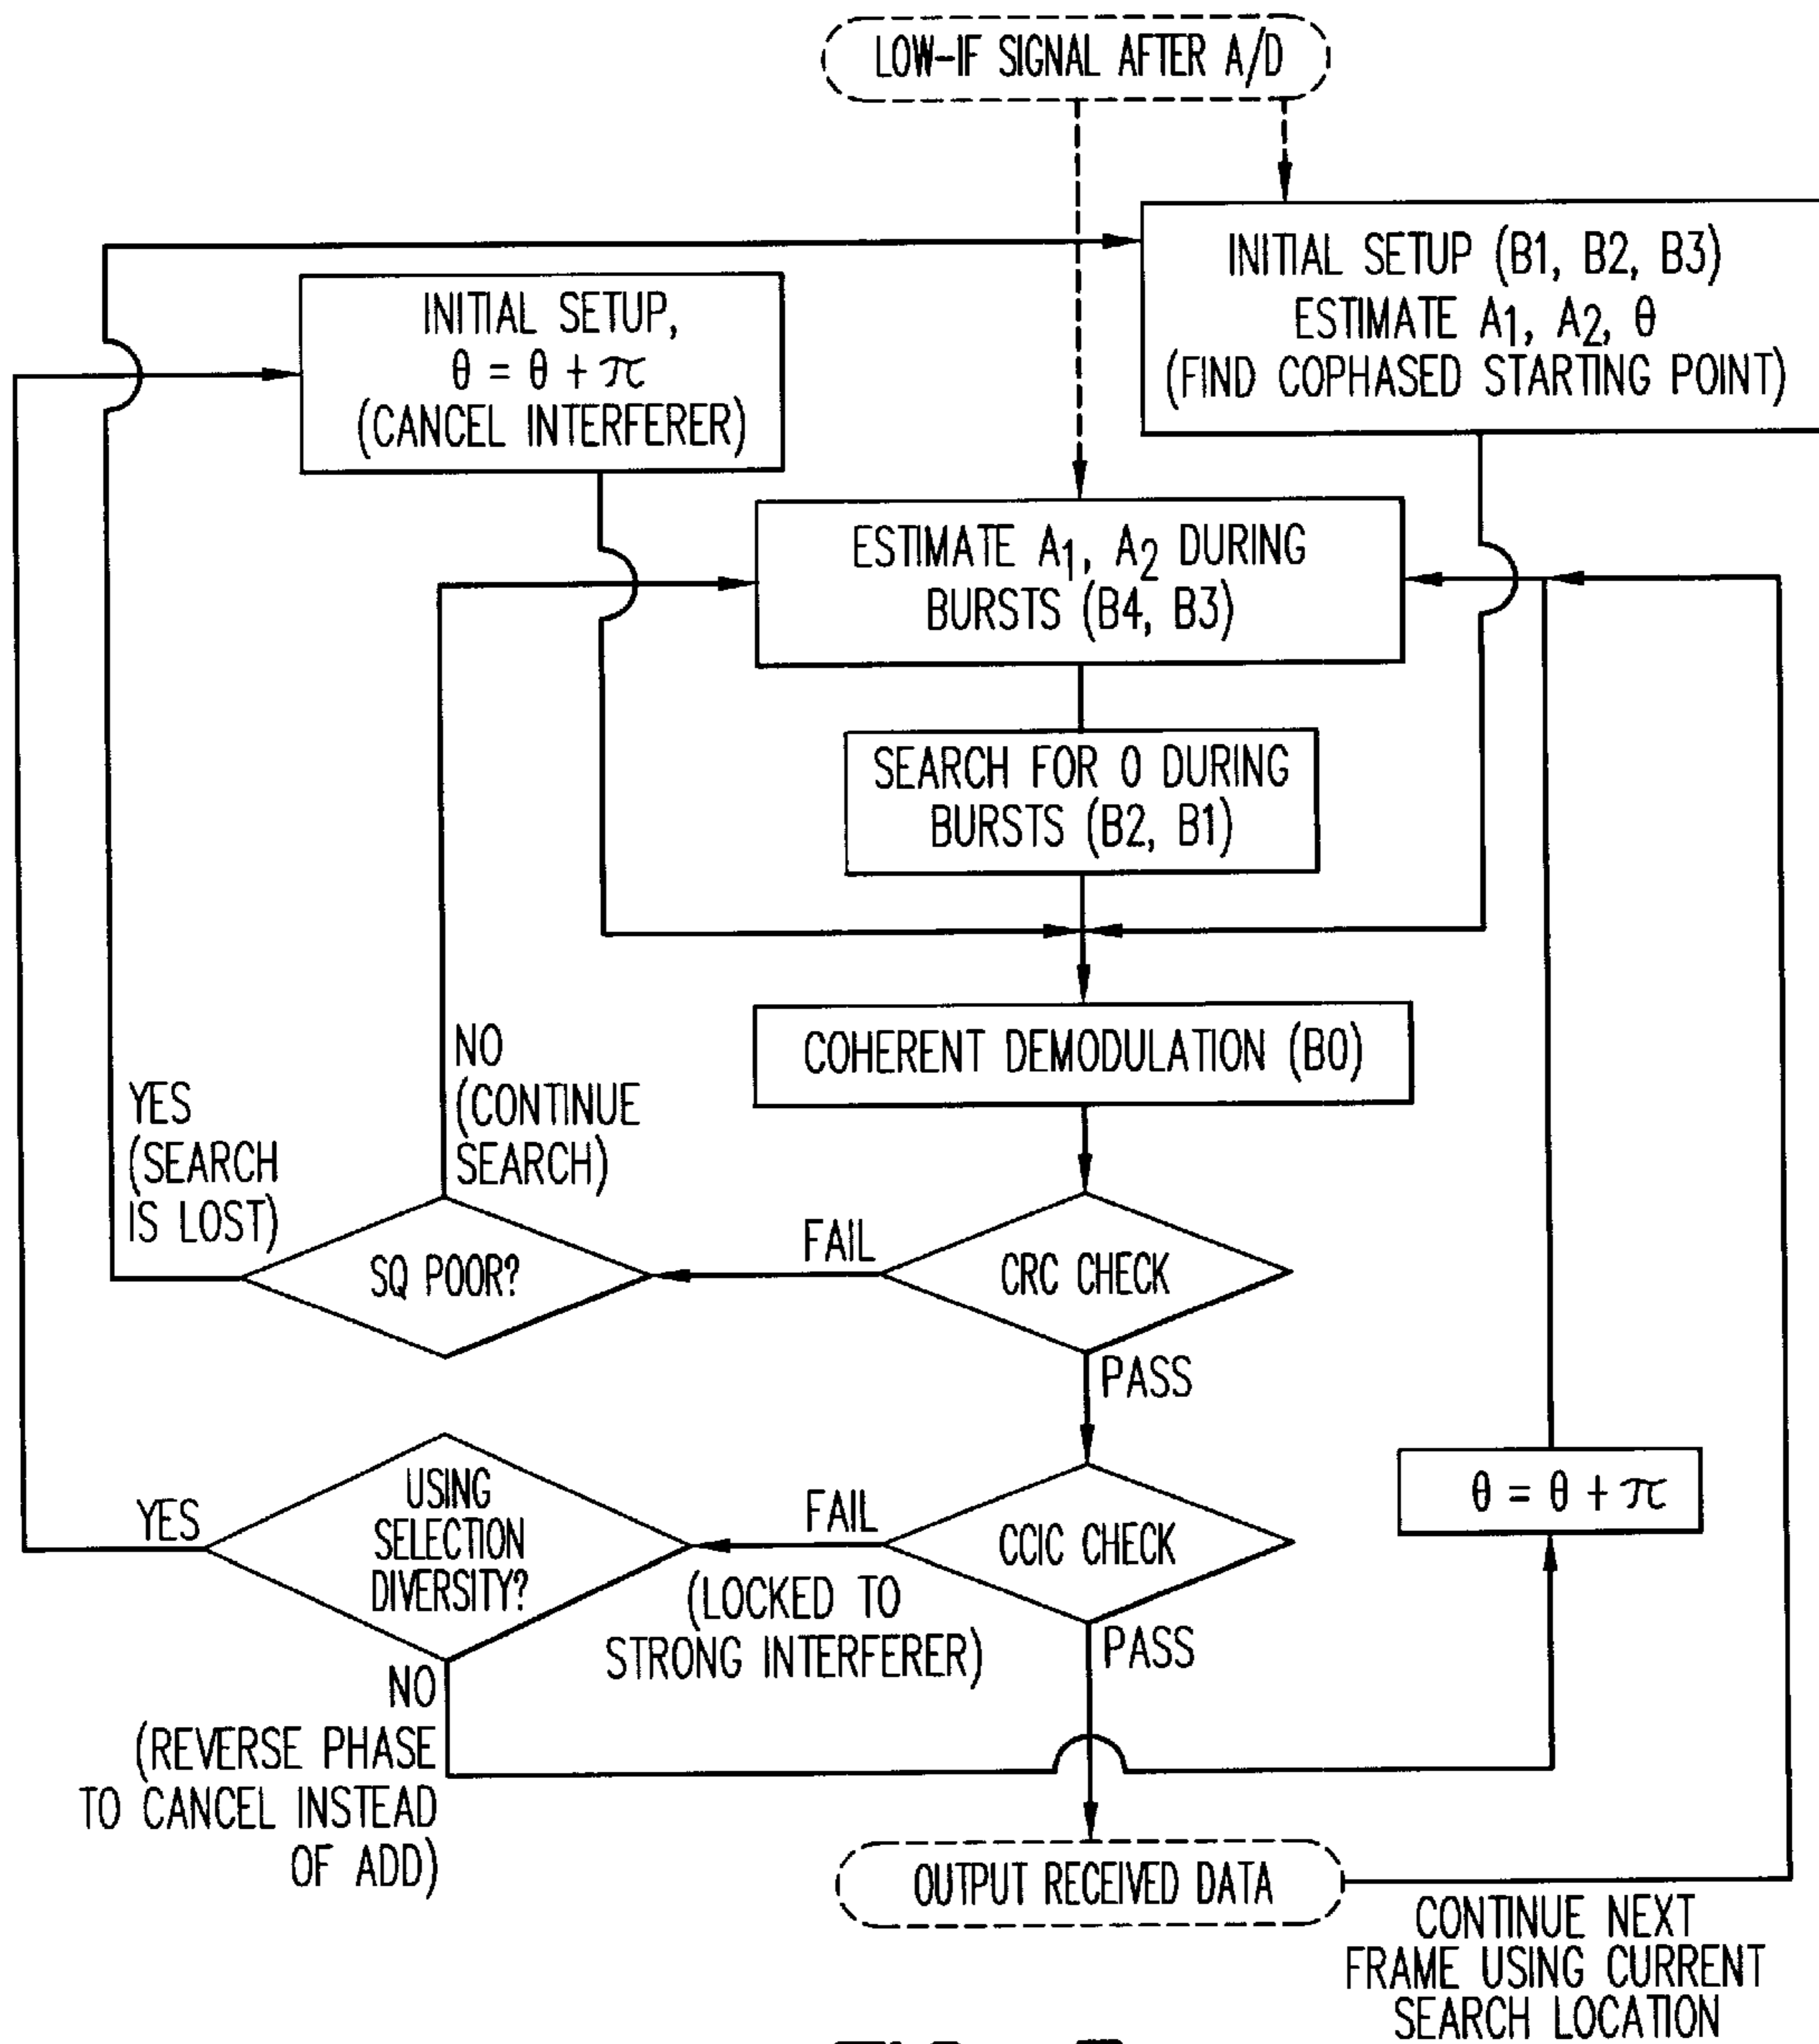 LOW-IF SIGNAL AFTER A/D
INITIAL SETUP (B1, B2, B3)
ESTIMATE A1, A2, θ
(FIND COPHASED STARTING POINT)
INITIAL SETUP,
θ = θ + π
(CANCEL INTERFERER)
ESTIMATE A1, A2 DURING
BURSTS (B4, B3)
SEARCH FOR 0 DURING
BURSTS (B2, B1)
COHERENT DEMODULATION (B0)
YES
(SEARCH
IS LOST)
NO
(CONTINUE
SEARCH)
SQ POOR?
FAIL
CRC CHECK
PASS
YES
USING
SELECTION
DIVERSITY?
FAIL
(LOCKED TO
STRONG INTERFERER)
CCIC CHECK
PASS
θ = θ + π
NO
(REVERSE PHASE
TO CANCEL INSTEAD
OF ADD)
OUTPUT RECEIVED DATA
CONTINUE NEXT
FRAME USING CURRENT
SEARCH LOCATION